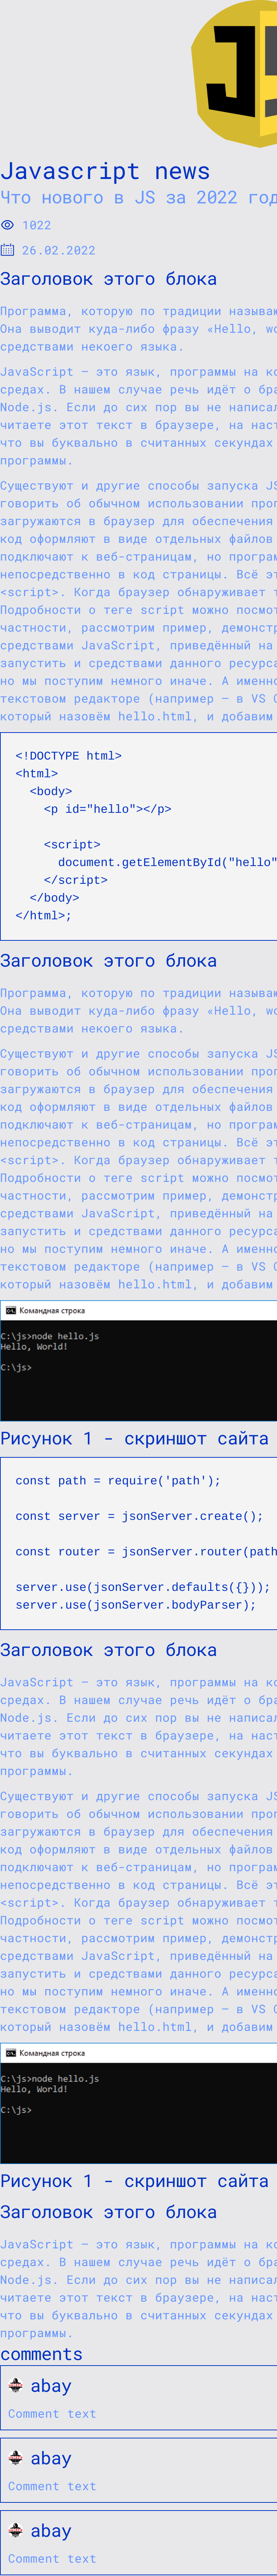 Javascript news
Что нового в JS за 2022 год
1022
26.02.2022
Заголовок этого блока
Программа, которую по традиции называю
Она выводит куда-либо фразу «Hello, wo
средствами некоего языка.
JavaScript — это язык, программы на ко
средах. В нашем случае речь идёт о бра
Node.js. Если до сих пор вы не написал
читаете этот текст в браузере, на наст
что вы буквально в считанных секундах
программы.
Существуют и другие способы запуска JS
говорить об обычном использовании прог
загружаются в браузер для обеспечения
код оформляют в виде отдельных файлов
подключают к веб-страницам, но програм
непосредственно в код страницы. Всё эт
<script>. Когда браузер обнаруживает т
Подробности о теге script можно посмот
частности, рассмотрим пример, демонстр
средствами JavaScript, приведённый на
запустить и средствами данного ресурса
но мы поступим немного иначе. А именно
текстовом редакторе (например — в VS C
который назовём hello.html, и добавим
<!DOCTYPE html>
<html>
<body>
<p id="hello"></p>
<script>
document.getElementById("hello"
</script>
</body>
</html>;
Заголовок этого блока
Программа, которую по традиции называю
Она выводит куда-либо фразу «Hello, wo
средствами некоего языка.
Существуют и другие способы запуска JS
говорить об обычном использовании прог
загружаются в браузер для обеспечения
код оформляют в виде отдельных файлов
подключают к веб-страницам, но програм
непосредственно в код страницы. Всё эт
<script>. Когда браузер обнаруживает т
Подробности о теге script можно посмот
частности, рассмотрим пример, демонстр
средствами JavaScript, приведённый на
запустить и средствами данного ресурса
но мы поступим немного иначе. А именно
текстовом редакторе (например — в VS C
который назовём hello.html, и добавим
Командная строка
C:\js>node hello.js
Hello, World!
C:\js>
Рисунок 1 - скриншот сайта
const path = require('path');
const server = jsonServer.create();
const router = jsonServer.router(path
server.use(jsonServer.defaults({}));
server.use(jsonServer.bodyParser);
Заголовок этого блока
JavaScript — это язык, программы на ко
средах. В нашем случае речь идёт о бра
Node.js. Если до сих пор вы не написал
читаете этот текст в браузере, на наст
что вы буквально в считанных секундах
программы.
Существуют и другие способы запуска JS
говорить об обычном использовании прог
загружаются в браузер для обеспечения
код оформляют в виде отдельных файлов
подключают к веб-страницам, но програм
непосредственно в код страницы. Всё эт
<script>. Когда браузер обнаруживает т
Подробности о теге script можно посмот
частности, рассмотрим пример, демонстр
средствами JavaScript, приведённый на
запустить и средствами данного ресурса
но мы поступим немного иначе. А именно
текстовом редакторе (например — в VS C
который назовём hello.html, и добавим
Командная строка
C:\js>node hello.js
Hello, World!
C:\js>
Рисунок 1 - скриншот сайта
Заголовок этого блока
JavaScript — это язык, программы на ко
средах. В нашем случае речь идёт о бра
Node.js. Если до сих пор вы не написал
читаете этот текст в браузере, на наст
что вы буквально в считанных секундах
программы.
comments
abay
Comment text
abay
Comment text
abay
Comment text